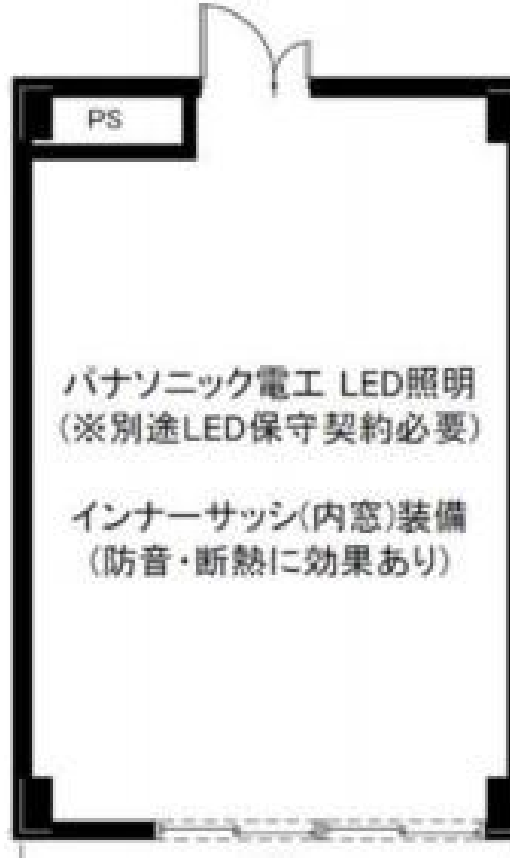 PS
パナソニック電工 LED照明
(※別途LED保守契約必要)
インナーサッシ(内窓)装備
(防音・断熱に効果あり)